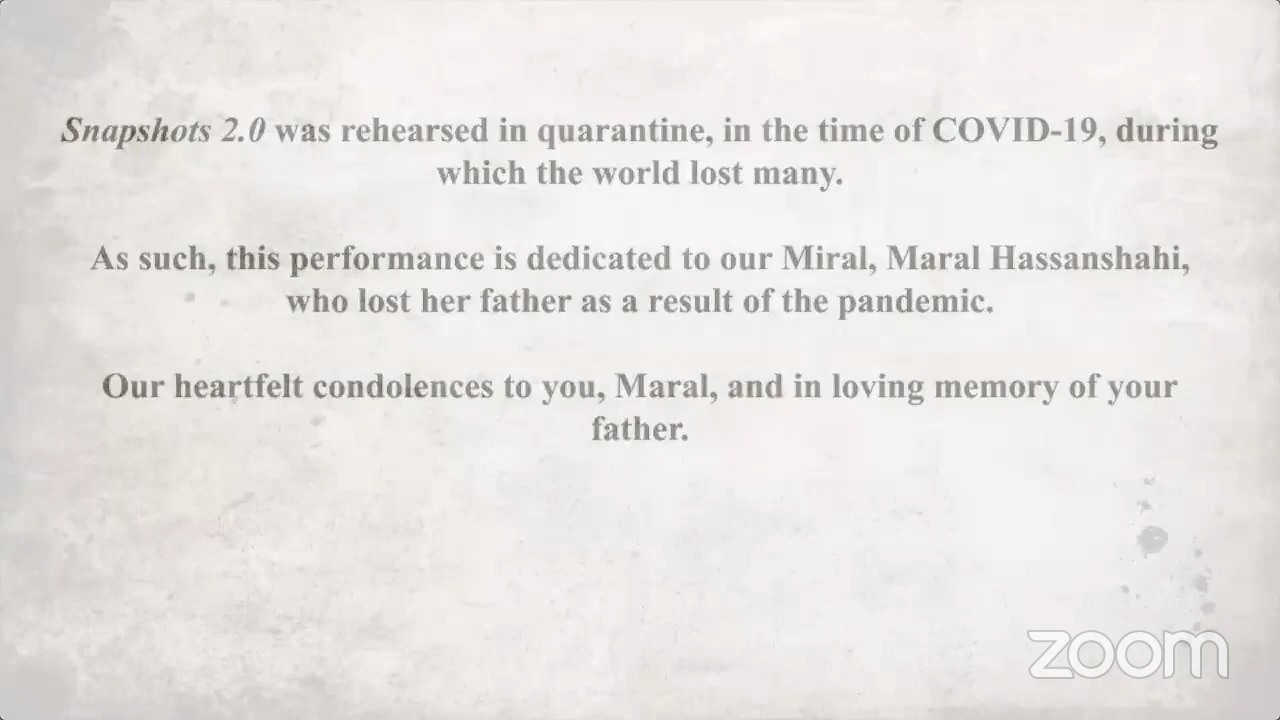 Snapshots 2.0 was rehearsed in quarantine, in the time of COVID-19, during
which the world lost many.
As such, this performance is dedicated to our Miral, Maral Hassanshahi,
who lost her father as a result of the pandemic.
Our heartfelt condolences to you, Maral, and in loving memory of your
father.
zoom